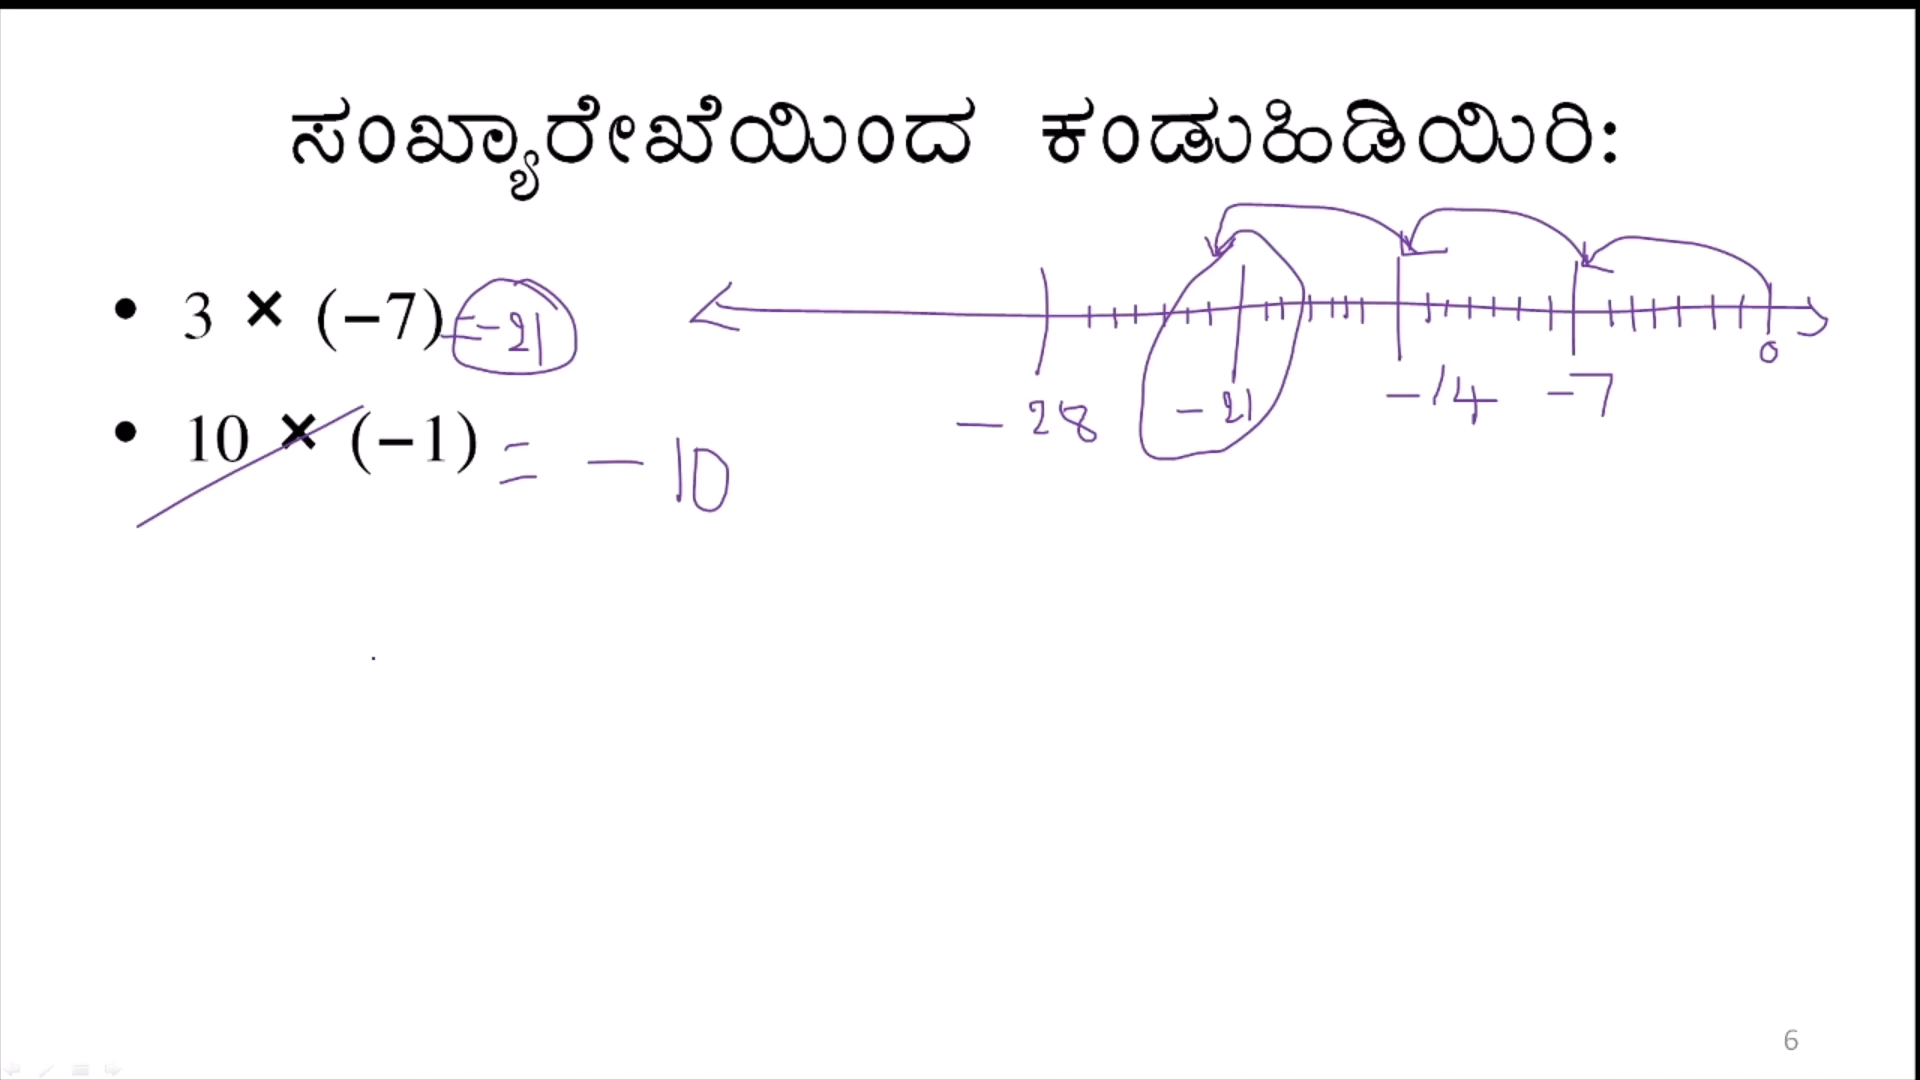 ಸಂಖ್ಯಾರೇಖೆಯಿಂದ ಕಂಡುಹಿಡಿಯಿರಿ:
• 3 × (−7) = -21
-28 -21 -14 -7 0
• 10 × (−1) = -10
6